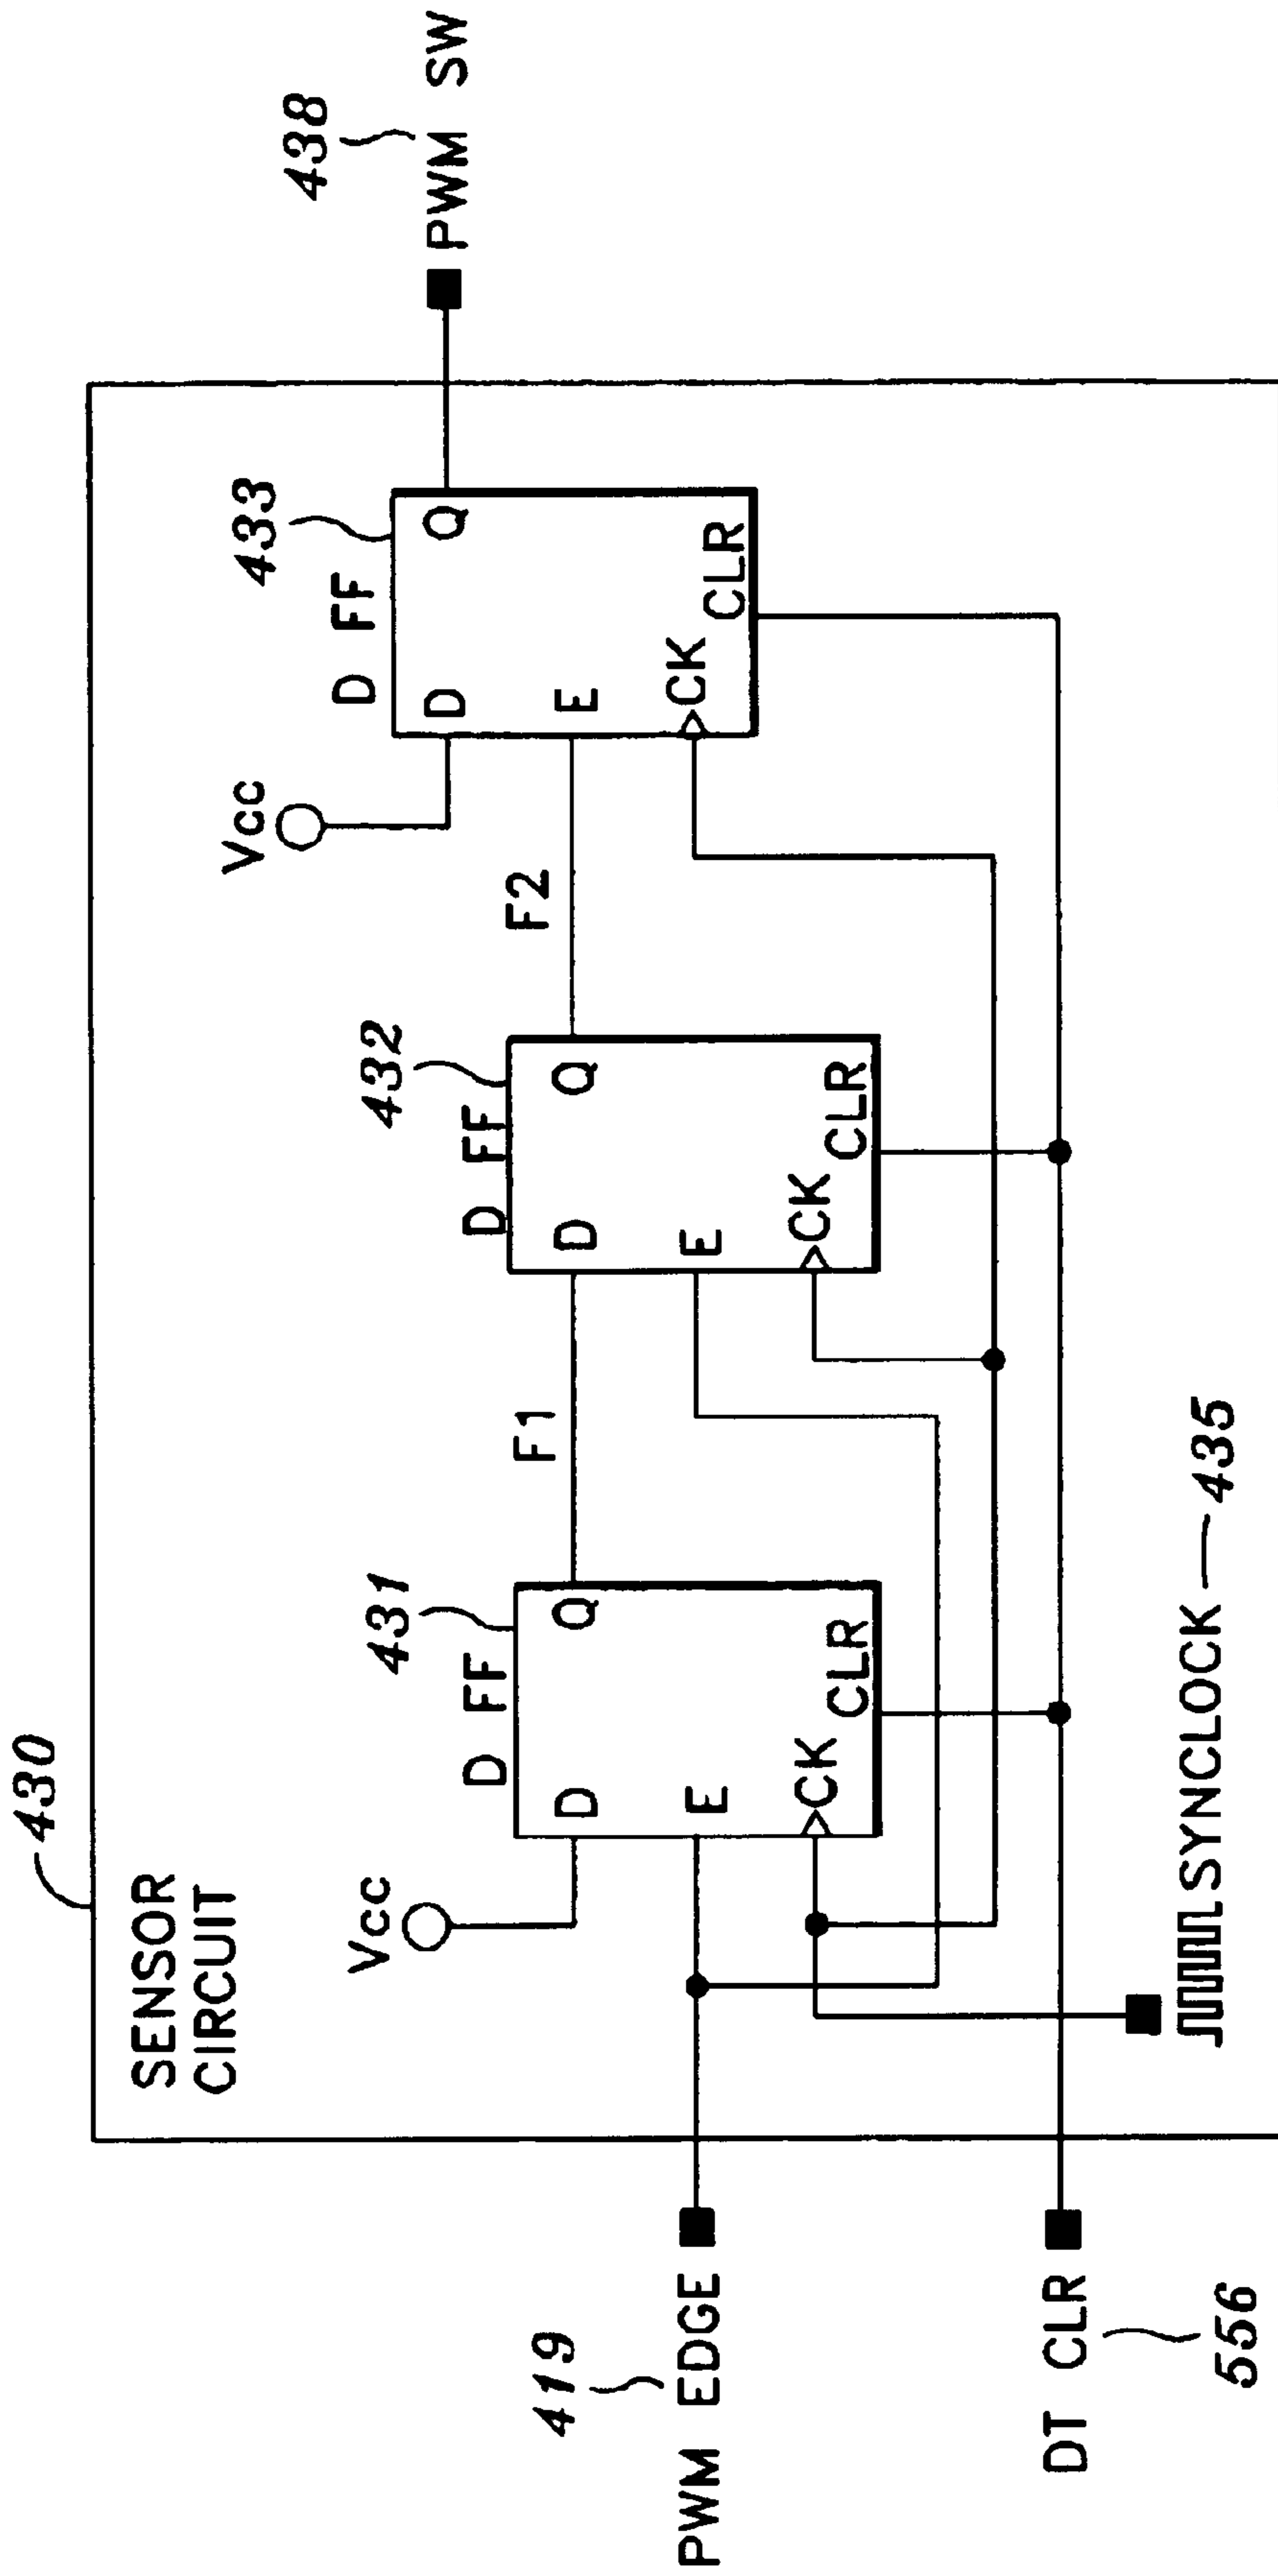 430
SENSOR
CIRCUIT
Vcc
D FF
431
D
Q
E
CK
CLR
F1
D FF
432
D
Q
E
CK
CLR
F2
Vcc
D FF
433
D
Q
E
CK
CLR
438
PWM SW
419
PWM EDGE
DT CLR
556
SYNCLOCK
435